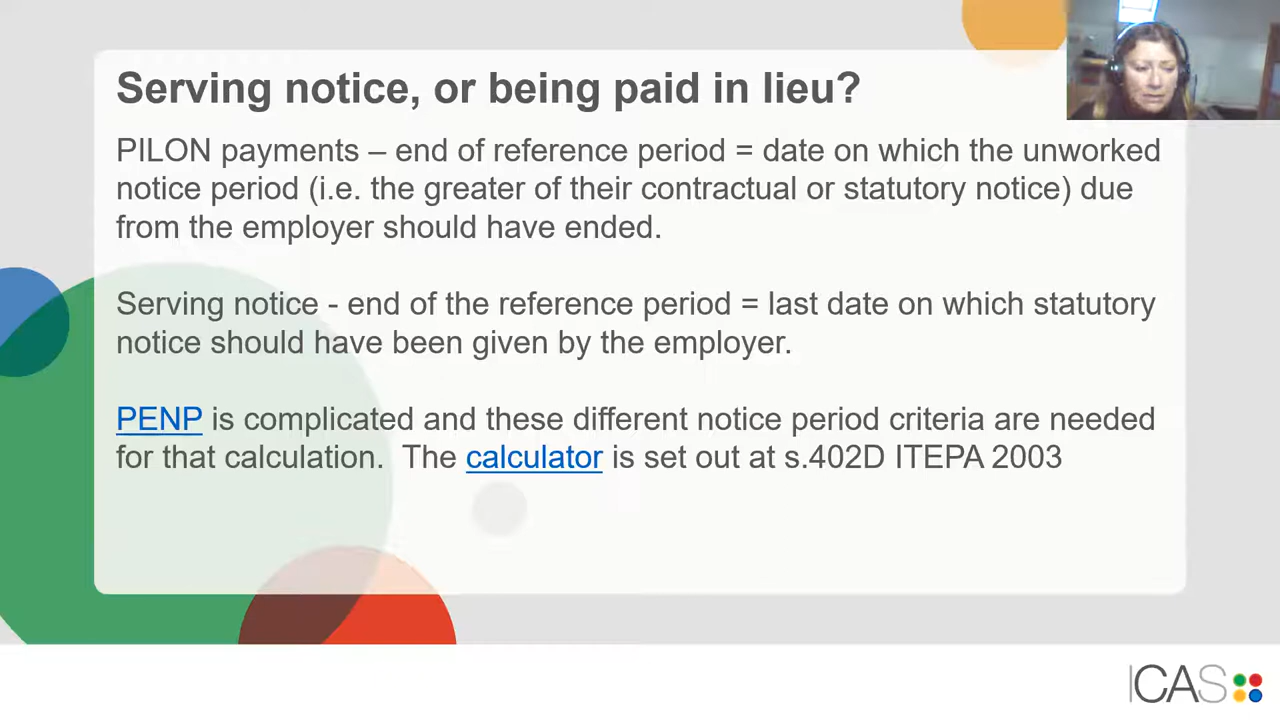 Serving notice, or being paid in lieu?
PILON payments – end of reference period = date on which the unworked
notice period (i.e. the greater of their contractual or statutory notice) due
from the employer should have ended.
Serving notice - end of the reference period = last date on which statutory
notice should have been given by the employer.
PENP is complicated and these different notice period criteria are needed
for that calculation.  The calculator is set out at s.402D ITEPA 2003
ICAS